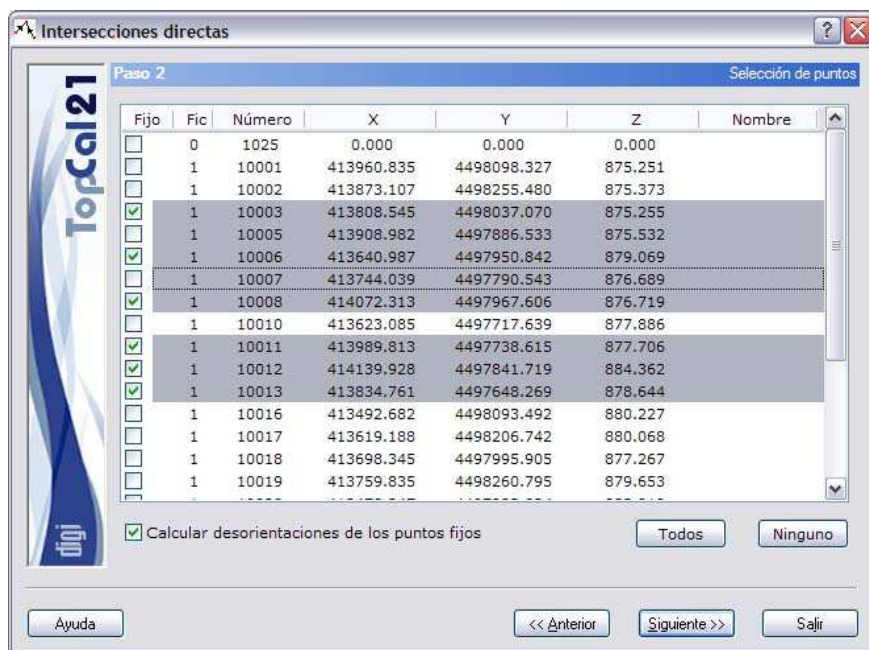 Intersecciones directas
TopCal21
digi
Paso 2 Selección de puntos
Fijo Fic Número X Y Z Nombre
0 1025 0.000 0.000 0.000
1 10001 413960.835 4498098.327 875.251
1 10002 413873.107 4498255.480 875.373
1 10003 413808.545 4498037.070 875.255
1 10005 413908.982 4497886.533 875.532
1 10006 413640.987 4497950.842 879.069
1 10007 413744.039 4497790.543 876.689
1 10008 414072.313 4497967.606 876.719
1 10010 413623.085 4497717.639 877.886
1 10011 413989.813 4497738.615 877.706
1 10012 414139.928 4497841.719 884.362
1 10013 413834.761 4497648.269 878.644
1 10016 413492.682 4498093.492 880.227
1 10017 413619.188 4498206.742 880.068
1 10018 413698.345 4497995.905 877.267
1 10019 413759.835 4498260.795 879.653
Calcular desorientaciones de los puntos fijos Todos Ninguno
Ayuda << Anterior Siguiente >> Salir